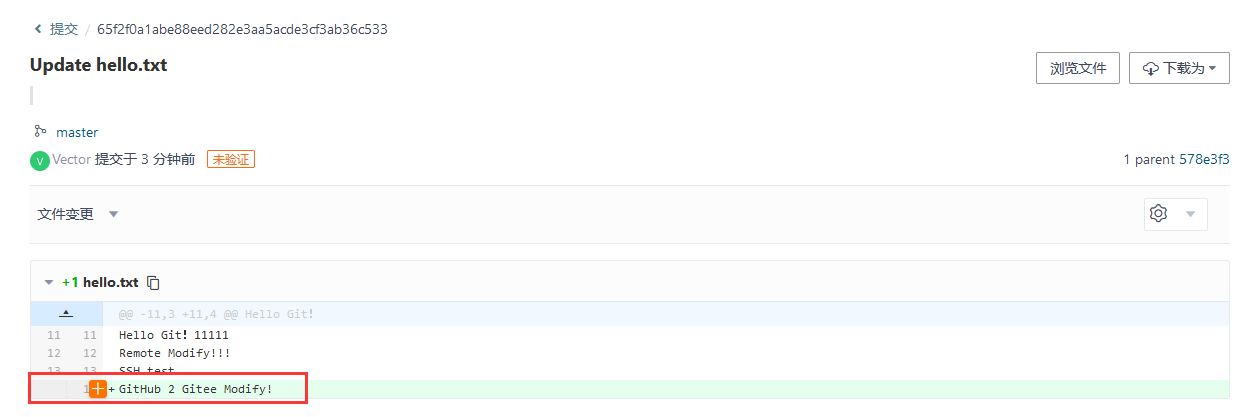 提交 / 65f2f0a1abe88eed282e3aa5acde3cf3ab36c533
Update hello.txt
浏览文件
下载为
master
V Vector 提交于 3 分钟前 未验证
1 parent 578e3f3
文件变更
+1 hello.txt
@@ -11,3 +11,4 @@ Hello Git!
11 11 Hello Git! 11111
12 12 Remote Modify!!!
13 13 SSH test
+ GitHub 2 Gitee Modify!